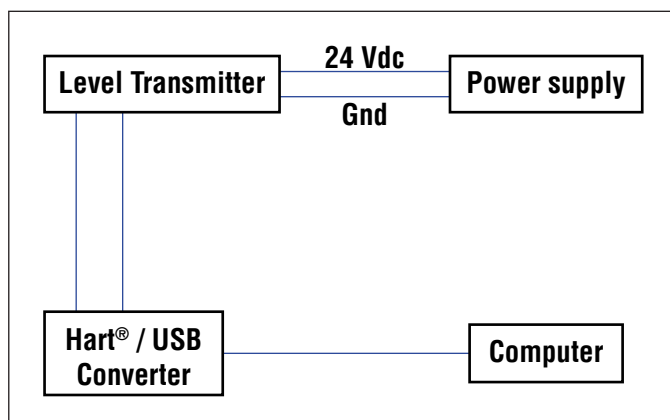 24 Vdc
Level Transmitter
Power supply
Gnd
Hart® / USB
Converter
Computer